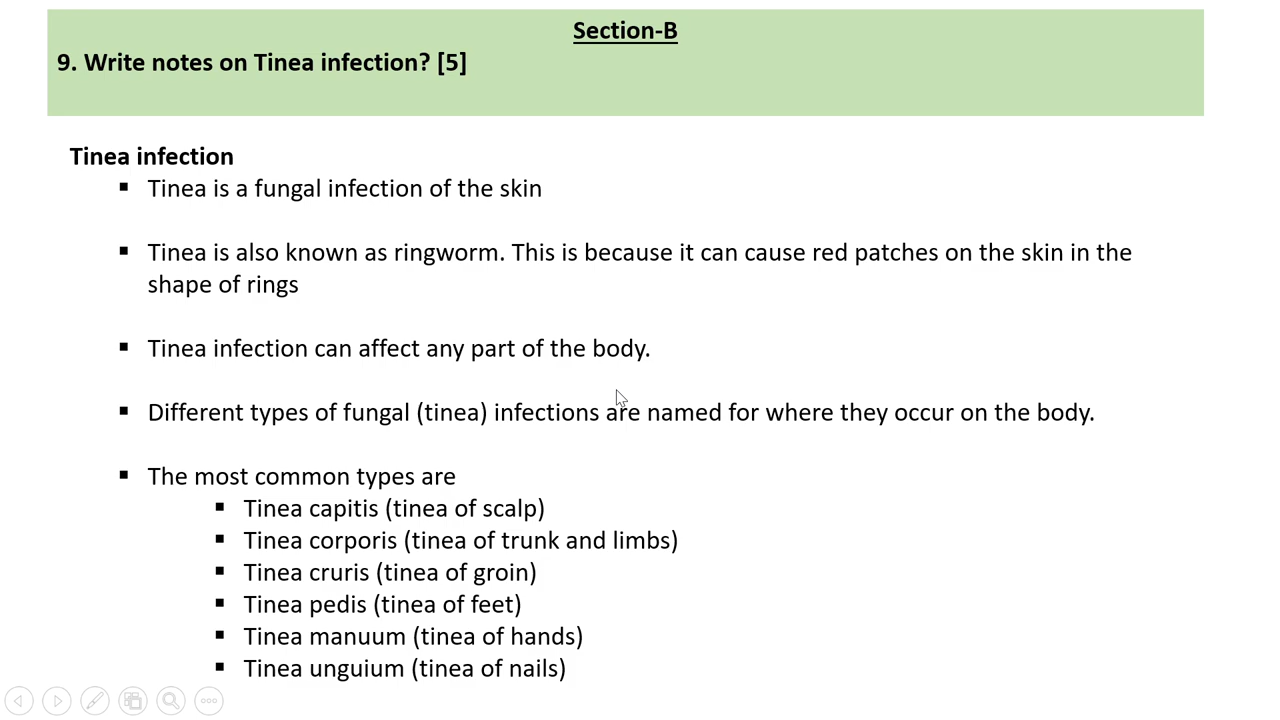 Section-B
9. Write notes on Tinea infection? [5]
Tinea infection
▪ Tinea is a fungal infection of the skin
▪ Tinea is also known as ringworm. This is because it can cause red patches on the skin in the
shape of rings
▪ Tinea infection can affect any part of the body.
▪ Different types of fungal (tinea) infections are named for where they occur on the body.
▪ The most common types are
▪ Tinea capitis (tinea of scalp)
▪ Tinea corporis (tinea of trunk and limbs)
▪ Tinea cruris (tinea of groin)
▪ Tinea pedis (tinea of feet)
▪ Tinea manuum (tinea of hands)
▪ Tinea unguium (tinea of nails)